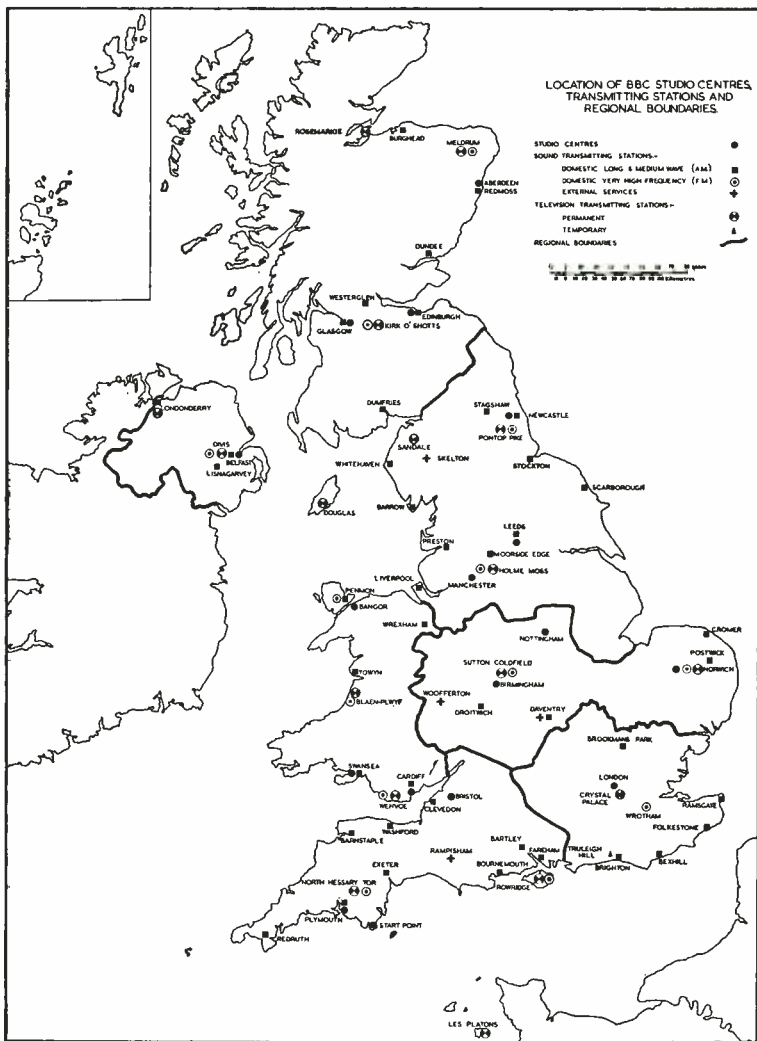 LOCATION OF BBC STUDIO CENTRES,
TRANSMITTING STATIONS AND
REGIONAL BOUNDARIES.
STUDIO CENTRES
SOUND TRANSMITTING STATIONS:-
DOMESTIC LONG & MEDIUM WAVE (A.M.)
DOMESTIC VERY HIGH FREQUENCY (F.M.)
EXTERNAL SERVICES
TELEVISION TRANSMITTING STATIONS:-
PERMANENT
TEMPORARY
REGIONAL BOUNDARIES
ROSEMARKIE
BURGHEAD
MELDRUM
ABERDEEN
REDMOSS
DUNDEE
WESTERGLEN
EDINBURGH
GLASGOW
KIRK O' SHOTTS
DUMFRIES
STAGSHAW
NEWCASTLE
PONTOP PIKE
LONDONDERRY
SANDALE
DIVIS
BELFAST
LISNAGARVEY
WHITEHAVEN
SKELTON
STOCKTON
SCARBOROUGH
DOUGLAS
BARROW
LEEDS
PRESTON
MOORSIDE EDGE
HOLME MOSS
MANCHESTER
LIVERPOOL
PENMON
BANGOR
WREXHAM
NOTTINGHAM
CROMER
POSTWICK
NORWICH
SUTTON COLDFIELD
BIRMINGHAM
TOWYN
BLAEN-PLWYF
WOOFFERTON
DROITWICH
DAVENTRY
BROOKMANS PARK
SWANSEA
CARDIFF
LONDON
CRYSTAL
PALACE
WENVOE
BRISTOL
CLEVEDON
WROTHAM
RAMSGATE
FOLKESTONE
WASHFORD
BARNSTAPLE
BARTLEY
RAMPISHAM
FAREHAM
TRULEIGH
HILL
BRIGHTON
BEXHILL
EXETER
BOURNEMOUTH
ROWRIDGE
NORTH HESSARY TOR
PLYMOUTH
START POINT
REDRUTH
LES PLATONS